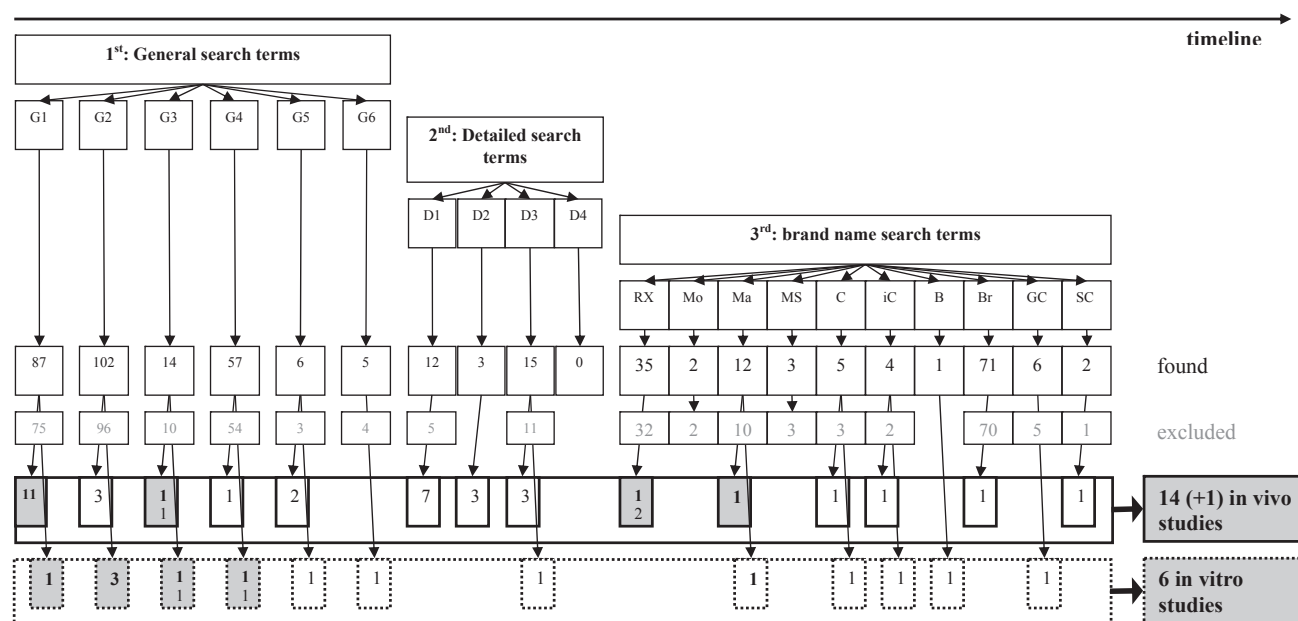 timeline
1st: General search terms
G1 G2 G3 G4 G5 G6
2nd: Detailed search
terms
D1 D2 D3 D4
3rd: brand name search terms
RX Mo Ma MS C iC B Br GC SC
87 102 14 57 6 5 12 3 15 0 35 2 12 3 5 4 1 71 6 2 found
75 96 10 54 3 4 5 11 32 2 10 3 3 2 70 5 1 excluded
11 3 1 1 2 7 3 3 1 1 1 1 1 1 14 (+1) in vivo
1 2 studies
1 3 1 1 1 1 1 1 1 1 1 1 6 in vitro
1 1 studies